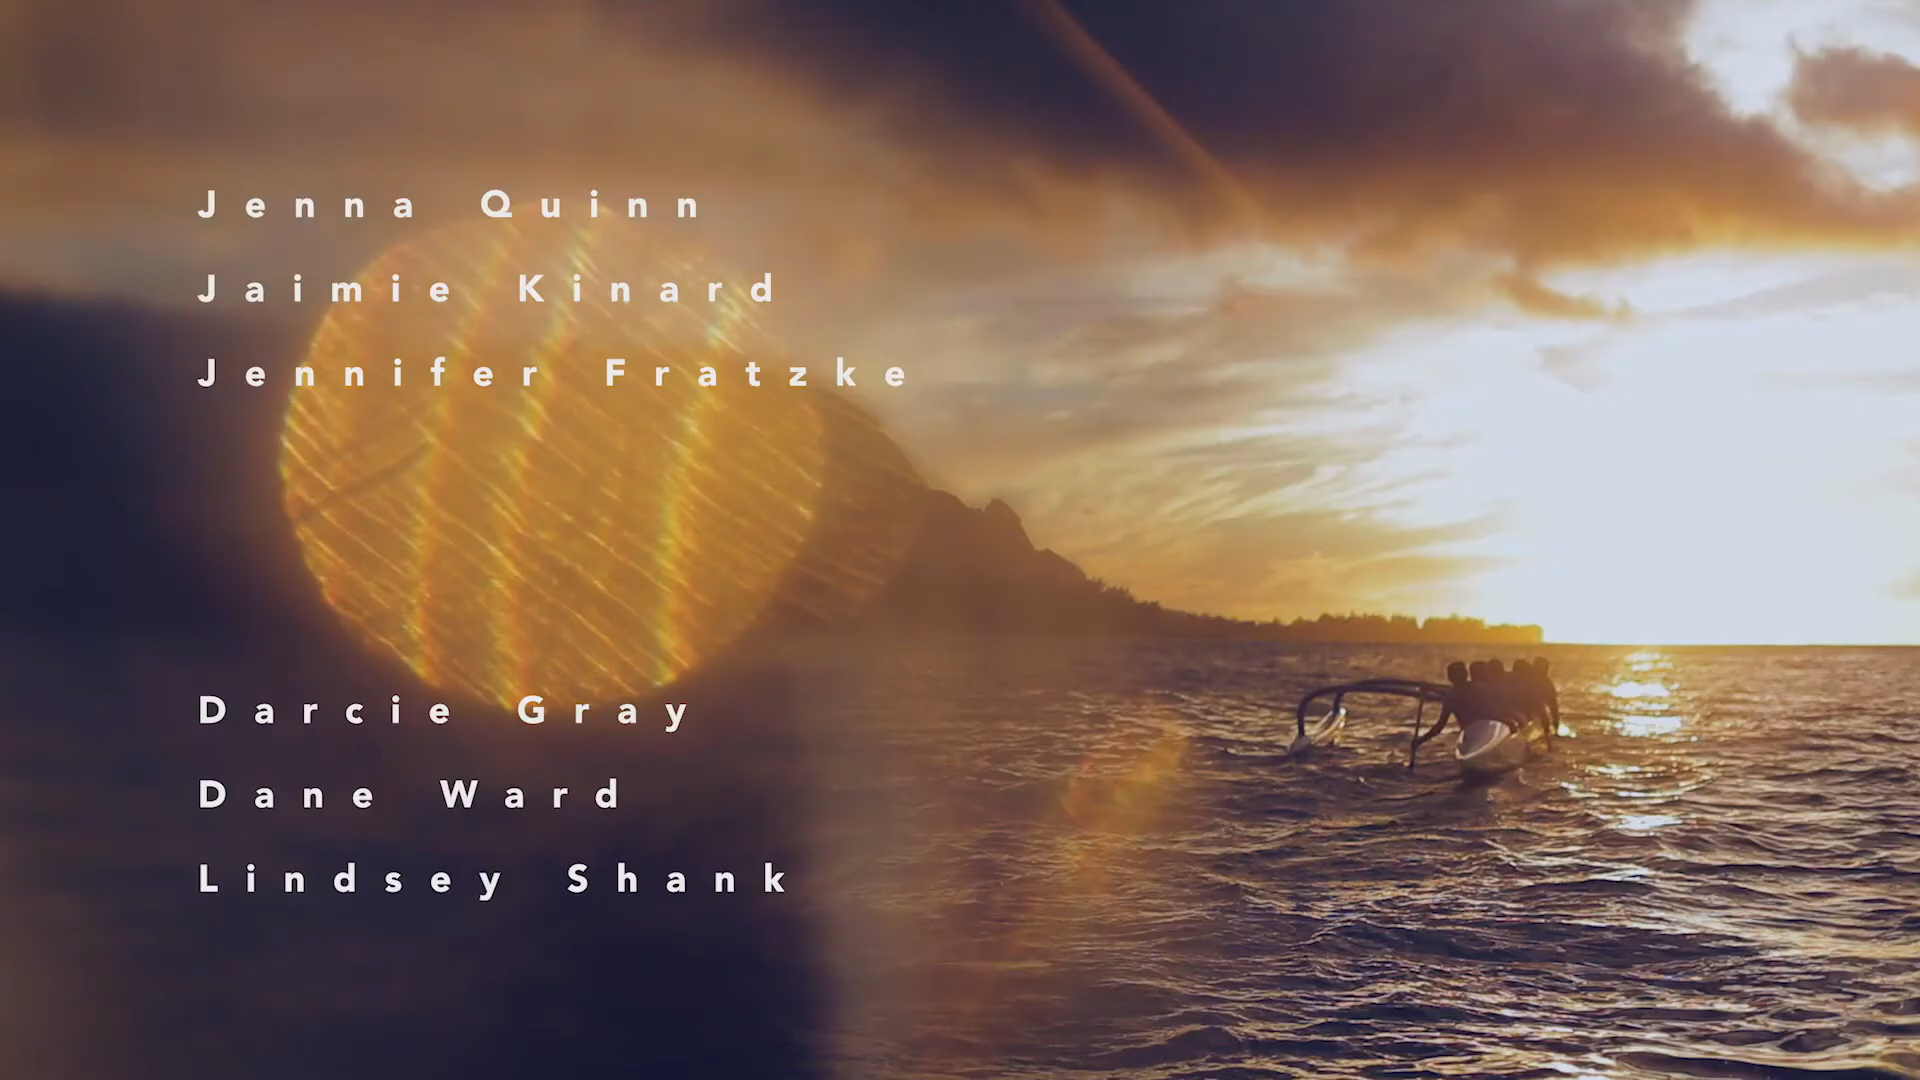 Jenna Quinn
Jaimie Kinard
Jennifer Fratzke
Darcie Gray
Dane Ward
Lindsey Shank